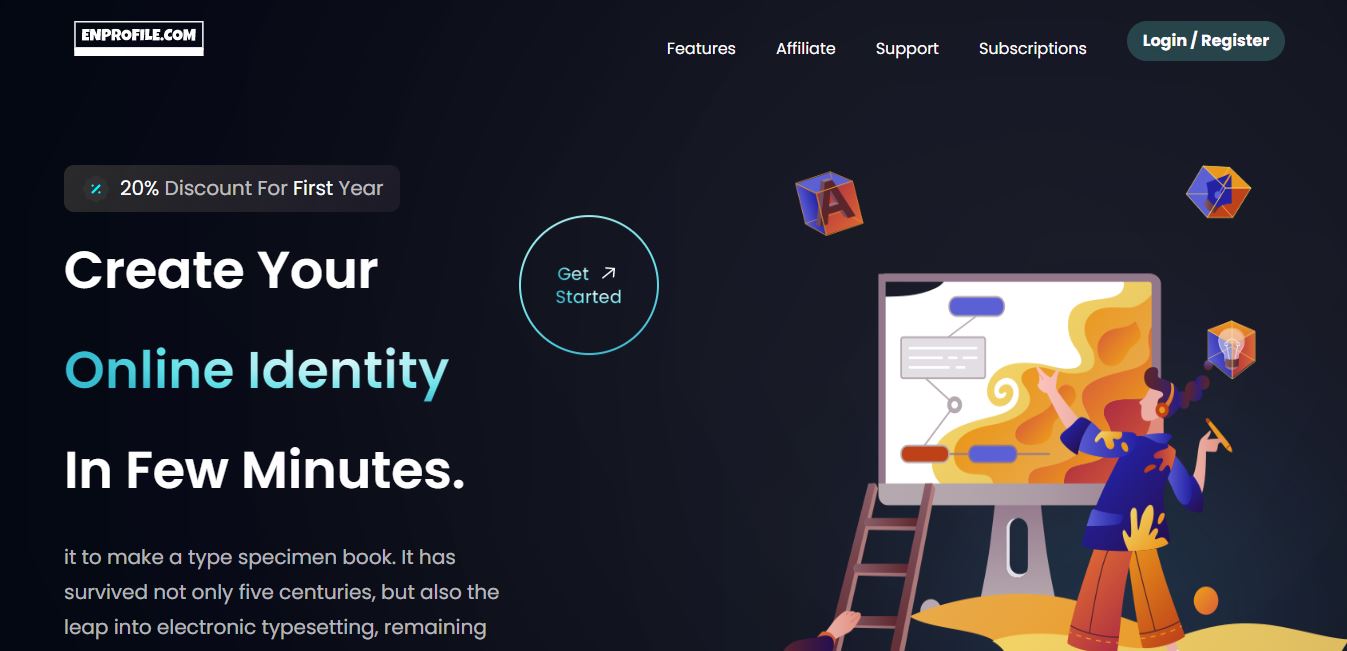 ENPROFILE.COM
Features
Affiliate
Support
Subscriptions
Login / Register
20% Discount For First Year
Create Your
Online Identity
In Few Minutes.
Get
Started
it to make a type specimen book. It has
survived not only five centuries, but also the
leap into electronic typesetting, remaining
A